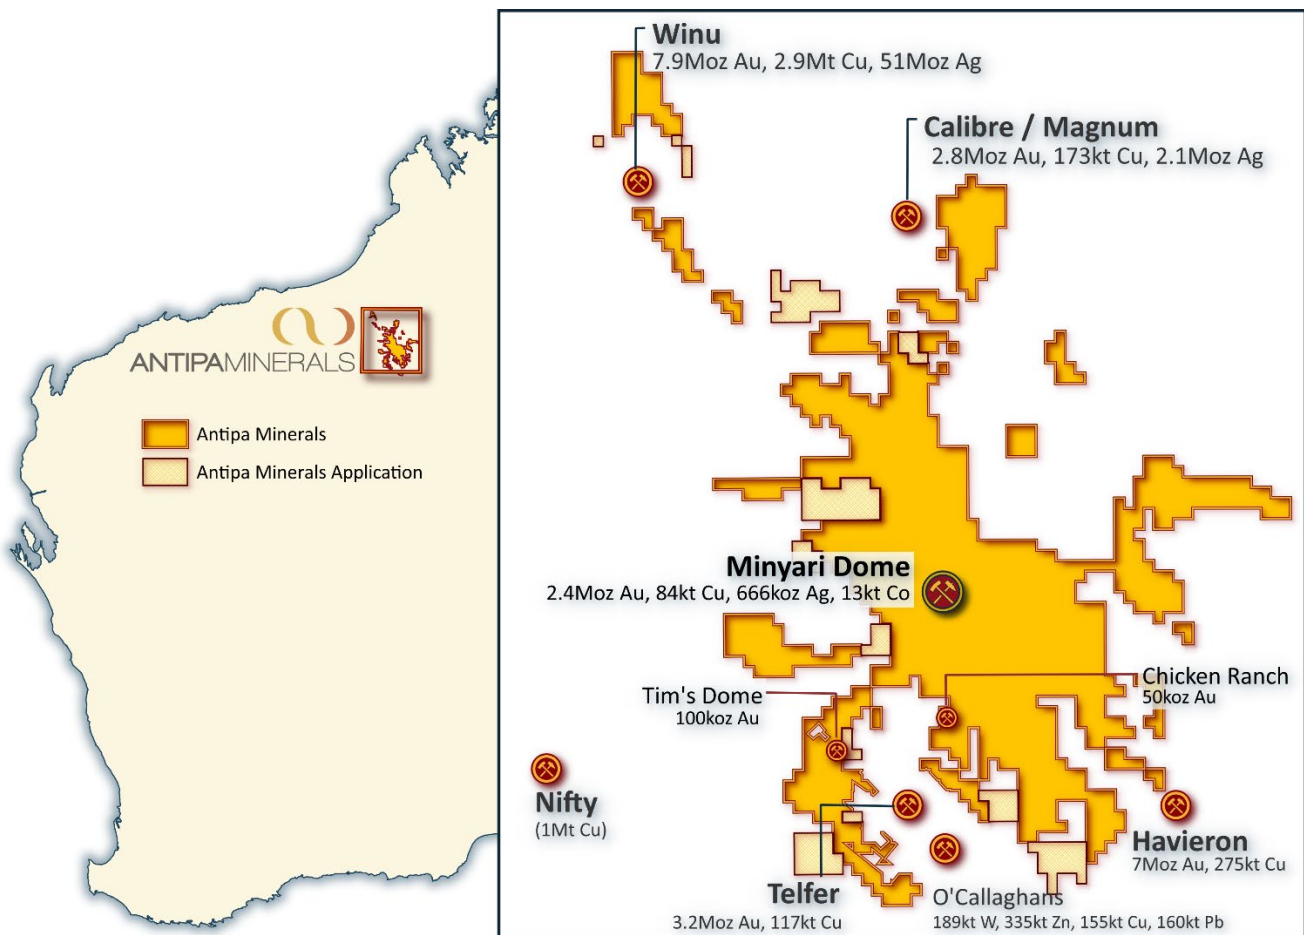 Winu
7.9Moz Au, 2.9Mt Cu, 51Moz Ag
Calibre / Magnum
2.8Moz Au, 173kt Cu, 2.1Moz Ag
ANTIPAMINERALS
Antipa Minerals
Antipa Minerals Application
Minyari Dome
2.4Moz Au, 84kt Cu, 666koz Ag, 13kt Co
Tim's Dome
100koz Au
Chicken Ranch
50koz Au
Nifty
(1Mt Cu)
Havieron
7Moz Au, 275kt Cu
Telfer
3.2Moz Au, 117kt Cu
O'Callaghans
189kt W, 335kt Zn, 155kt Cu, 160kt Pb